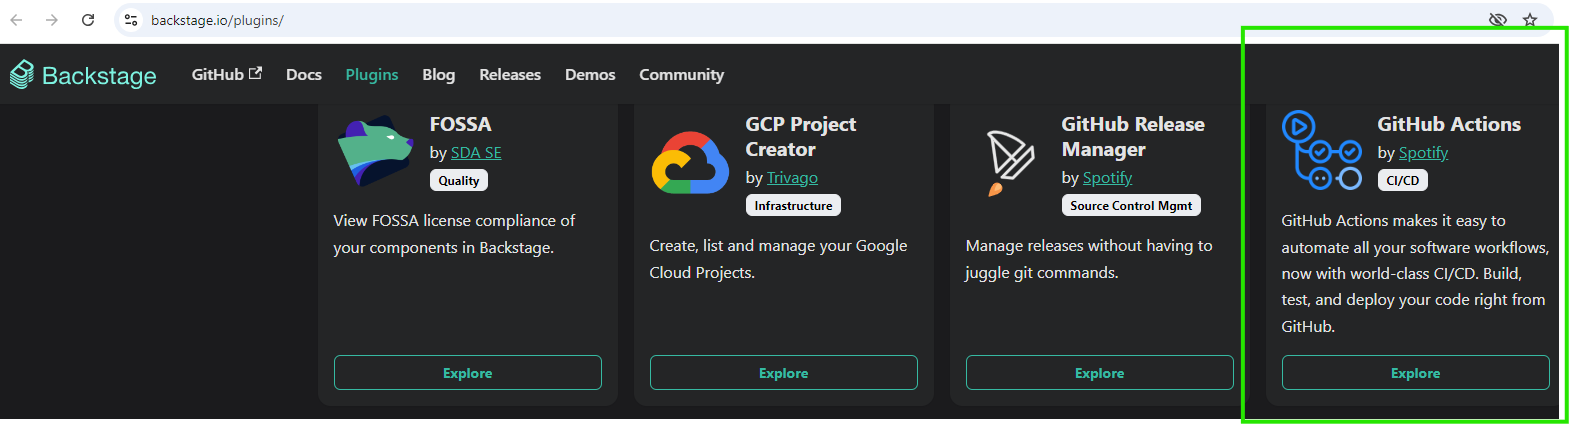 backstage.io/plugins/
Backstage GitHub Docs Plugins Blog Releases Demos Community
FOSSA
by SDA SE
Quality
View FOSSA license compliance of
your components in Backstage.
Explore
GCP Project
Creator
by Trivago
Infrastructure
Create, list and manage your Google
Cloud Projects.
Explore
GitHub Release
Manager
by Spotify
Source Control Mgmt
Manage releases without having to
juggle git commands.
Explore
GitHub Actions
by Spotify
CI/CD
GitHub Actions makes it easy to
automate all your software workflows,
now with world-class CI/CD. Build,
test, and deploy your code right from
GitHub.
Explore